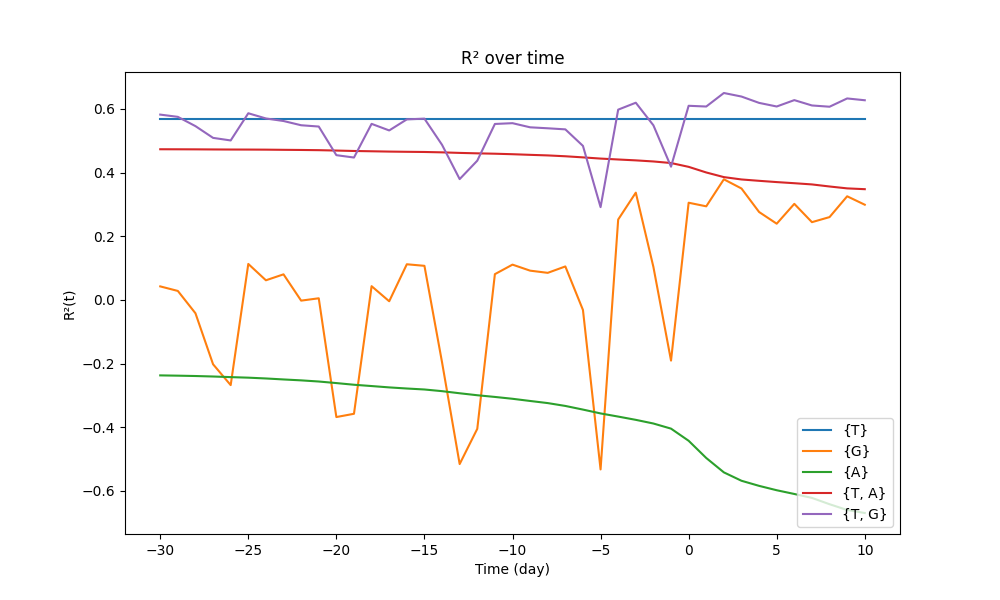 R² over time
R²(t)
0.6
0.4
0.2
0.0
−0.2
−0.4
−0.6
−30
−25
−20
−15
−10
−5
0
5
10
Time (day)
{T}
{G}
{A}
{T, A}
{T, G}